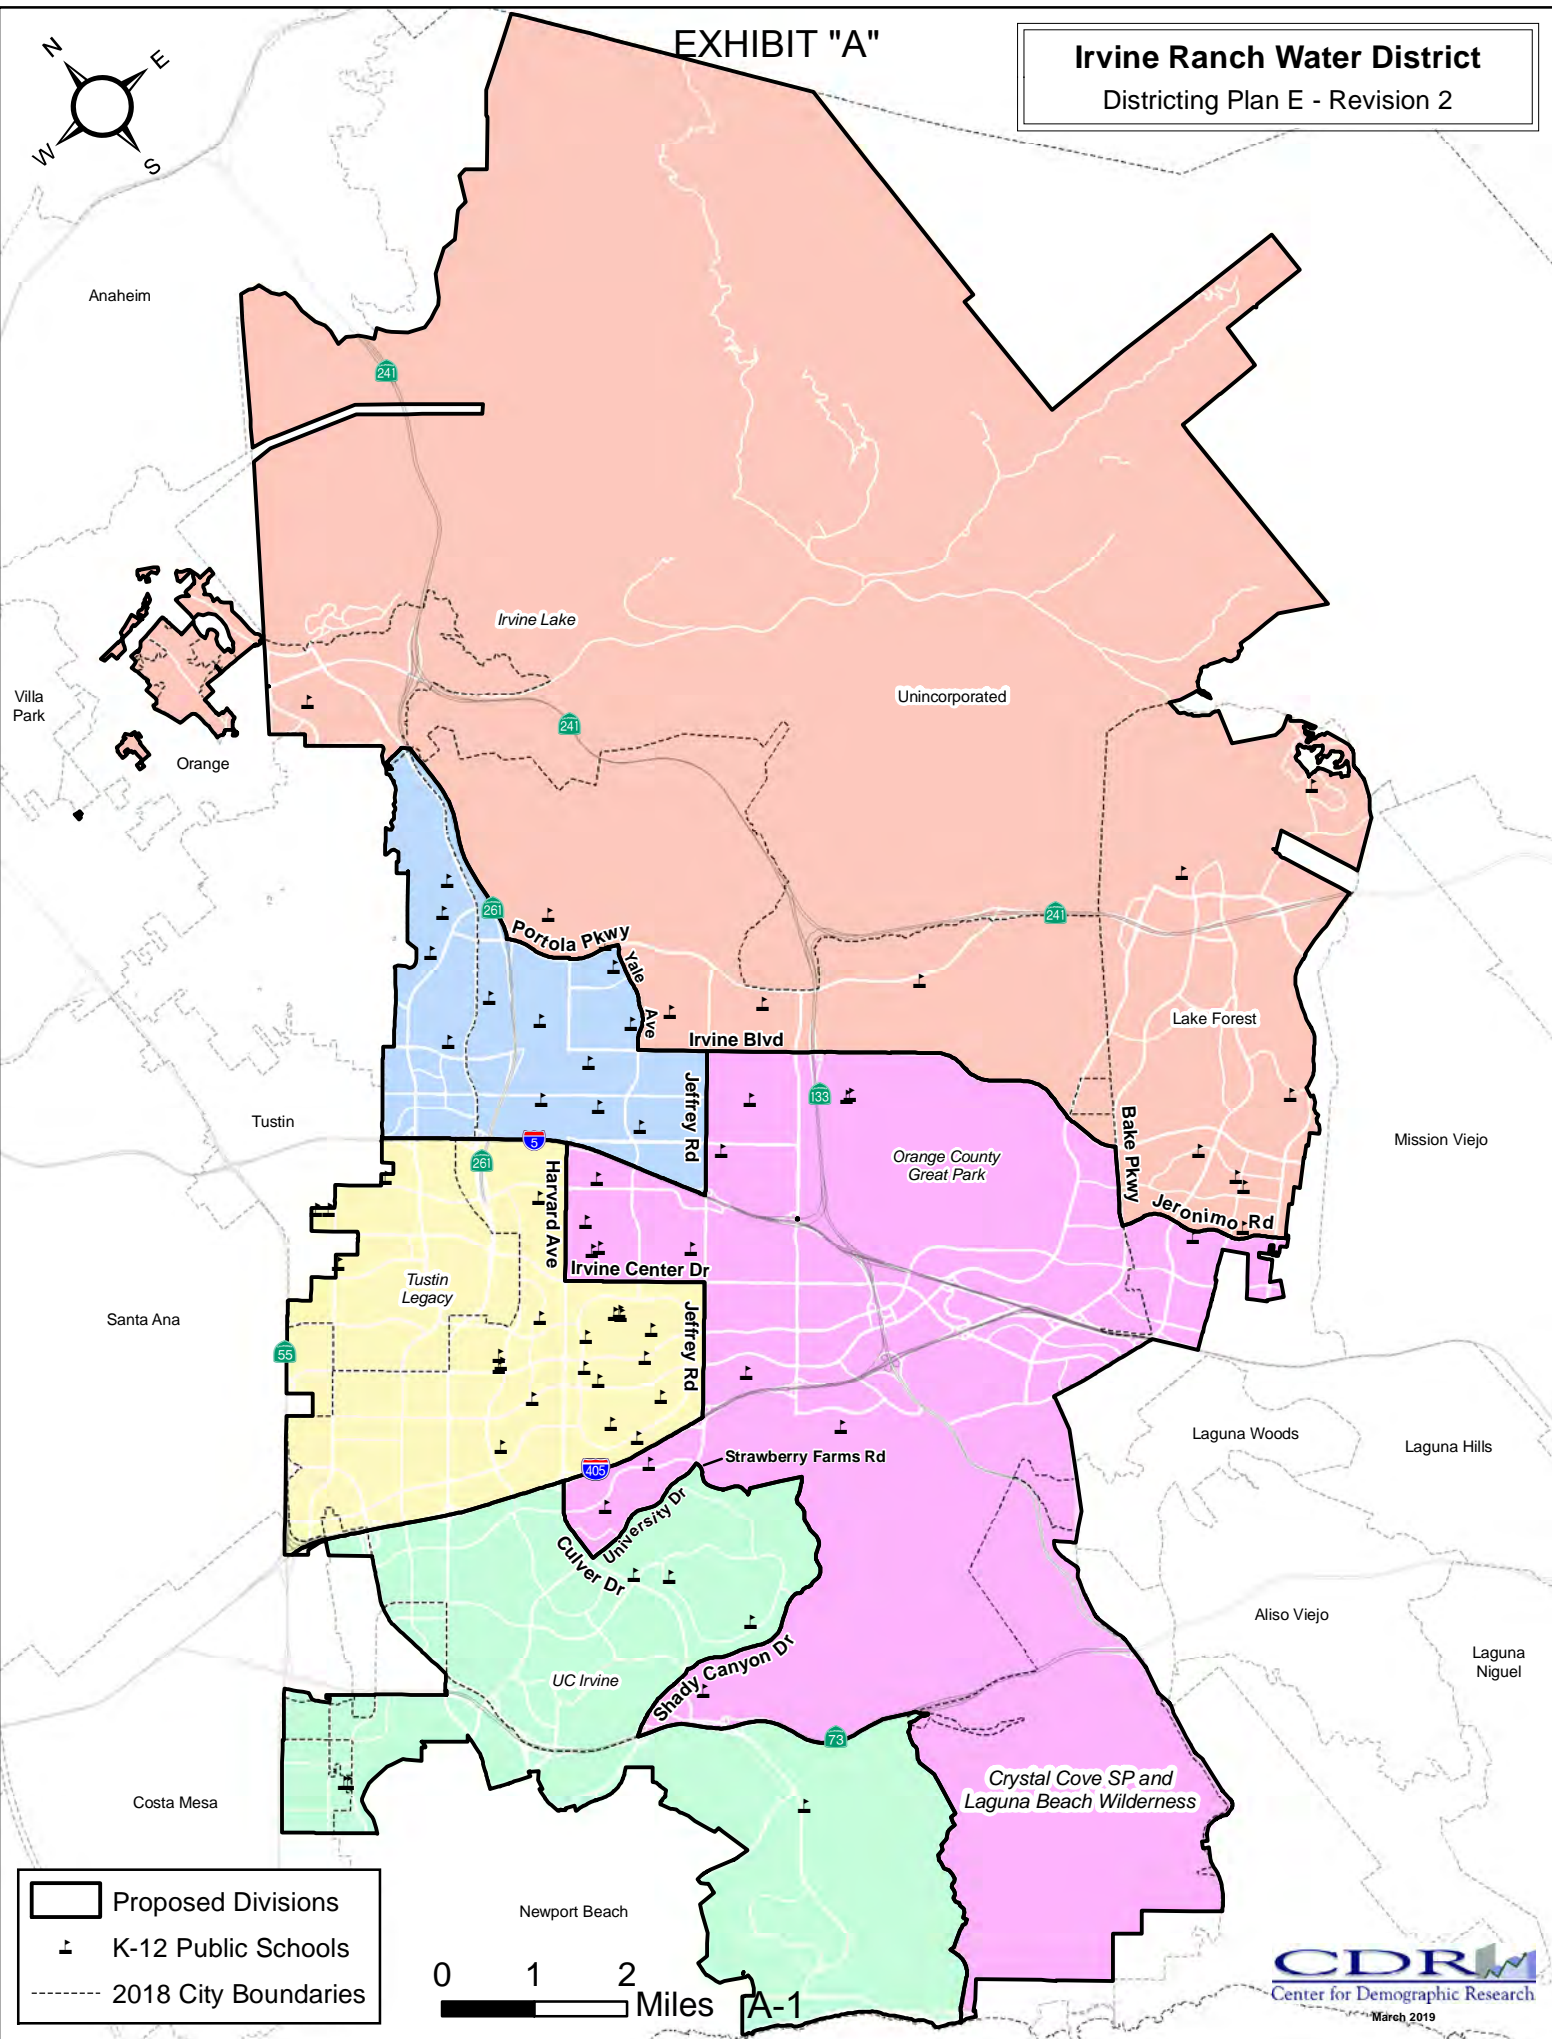 EXHIBIT "A"
Irvine Ranch Water District
Districting Plan E - Revision 2
N
E
W
S
Anaheim
241
Irvine Lake
Villa
Park
Unincorporated
241
Orange
261
Portola Pkwy
241
Yale
Ave
Lake Forest
Irvine Blvd
Jeffrey Rd
133
Tustin
5
Bake Pkwy
Mission Viejo
261
Harvard Ave
Orange County
Great Park
Jeronimo Rd
Irvine Center Dr
Tustin
Legacy
Santa Ana
55
Jeffrey Rd
Laguna Woods
Laguna Hills
Strawberry Farms Rd
405
University Dr
Culver Dr
Aliso Viejo
Laguna
Niguel
UC Irvine
Shady Canyon Dr
73
Crystal Cove SP and
Laguna Beach Wilderness
Costa Mesa
Newport Beach
Proposed Divisions
K-12 Public Schools
2018 City Boundaries
0 1 2
Miles
A-1
CDR
Center for Demographic Research
March 2019